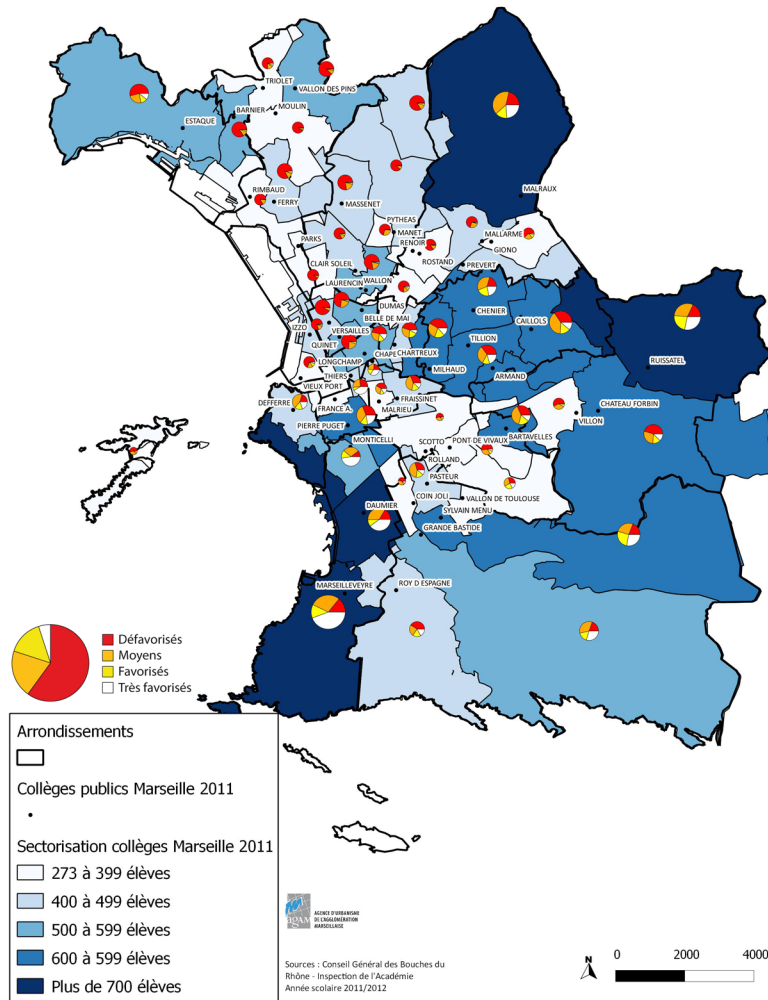 TRIOLET
VALLON DES PINS
BARNIER
MOULIN
ESTAQUE
RIMBAUD
FERRY
MASSENET
MALRAUX
PYTHEAS
MANET
RENOIR
ROSTAND
MALLARME
GIONO
PREVERT
PARKS
CLAIR SOLEIL
LAURENCIN
WALLON
DUMAS
BELLE DE MAI
CHENIER
CAILLOLS
IZZO
VERSAILLES
QUINET
LONGCHAMP
CHAPE
CHARTREUX
TILLION
MILHAUD
ARMAND
RUISSATEL
THIERS
VIEUX PORT
DEFFERRE
FRANCE A.
MALRIEU
FRAISSINET
PIERRE PUGET
MONTICELLI
SCOTTO
PONT DE VIVAUX
BARTAVELLES
VILLON
CHATEAU FORBIN
ROLLAND
PASTEUR
COIN JOLI
VALLON DE TOULOUSE
DAUMIER
SYLVAIN MENU
GRANDE BASTIDE
MARSEILLEVEYRE
ROY D ESPAGNE
Défavorisés
Moyens
Favorisés
Très favorisés
Arrondissements
Collèges publics Marseille 2011
Sectorisation collèges Marseille 2011
273 à 399 élèves
400 à 499 élèves
500 à 599 élèves
600 à 599 élèves
Plus de 700 élèves
agam
AGENCE D'URBANISME
DE L'AGGLOMÉRATION
MARSEILLAISE
Sources : Conseil Général des Bouches du
Rhône - Inspection de l'Académie
Année scolaire 2011/2012
N
0 2000 4000